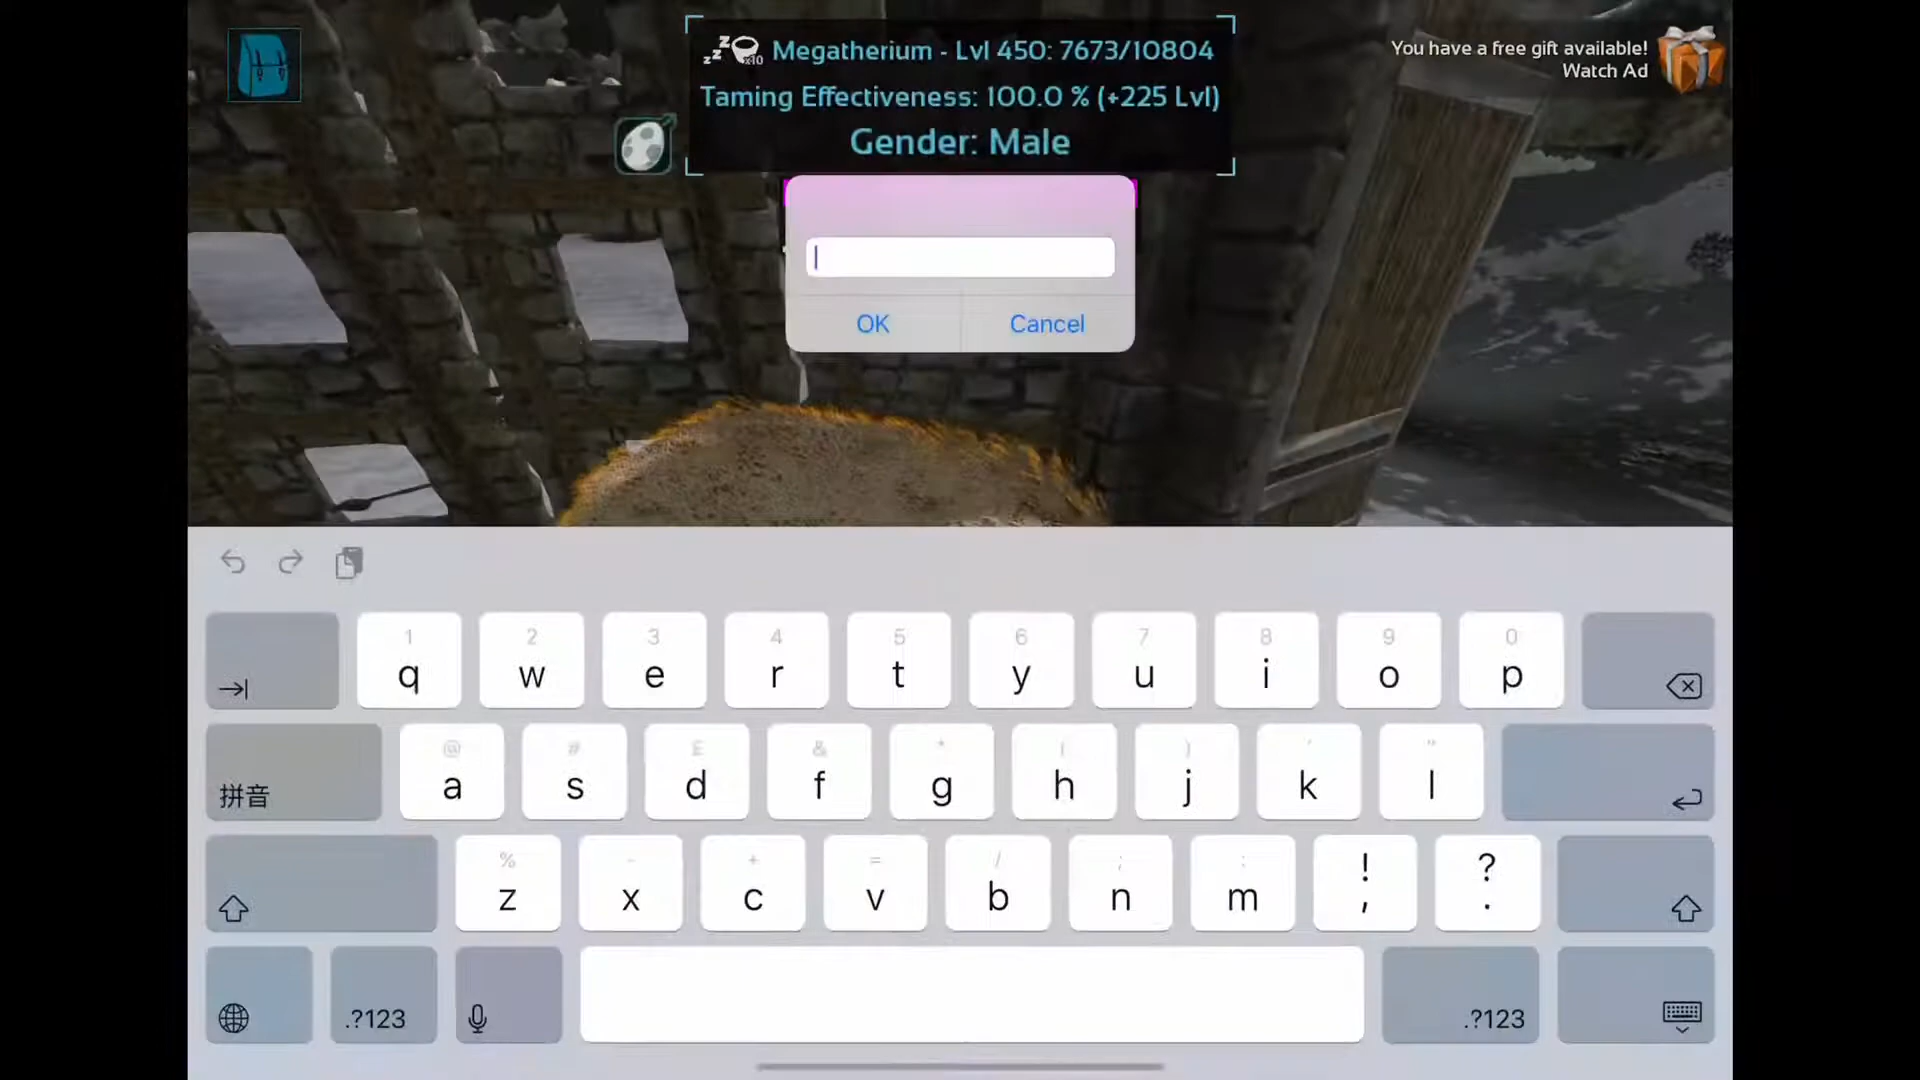 x10 Megatherium - Lvl 450: 7673/10804
Taming Effectiveness: 100.0 % (+225 Lvl)
Gender: Male
You have a free gift available!
Watch Ad
OK Cancel
1 2 3 4 5 6 7 8 9 0
q w e r t y u i o p
@ # £ & * ( ) ' "
拼音 a s d f g h j k l
% - + = / ; : ! ?
z x c v b n m , .
.?123 .?123